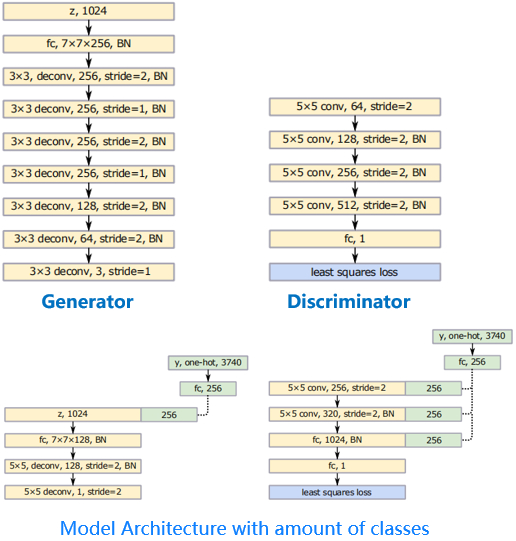 z, 1024
fc, 7×7×256, BN
3×3, deconv, 256, stride=2, BN
3×3 deconv, 256, stride=1, BN
3×3 deconv, 256, stride=2, BN
3×3 deconv, 256, stride=1, BN
3×3 deconv, 128, stride=2, BN
3×3 deconv, 64, stride=2, BN
3×3 deconv, 3, stride=1
Generator
5×5 conv, 64, stride=2
5×5 conv, 128, stride=2, BN
5×5 conv, 256, stride=2, BN
5×5 conv, 512, stride=2, BN
fc, 1
least squares loss
Discriminator
y, one-hot, 3740
fc, 256
z, 1024
256
fc, 7×7×128, BN
5×5, deconv, 128, stride=2, BN
5×5 deconv, 1, stride=2
y, one-hot, 3740
fc, 256
5×5 conv, 256, stride=2
256
5×5 conv, 320, stride=2, BN
256
fc, 1024, BN
256
fc, 1
least squares loss
Model Architecture with amount of classes